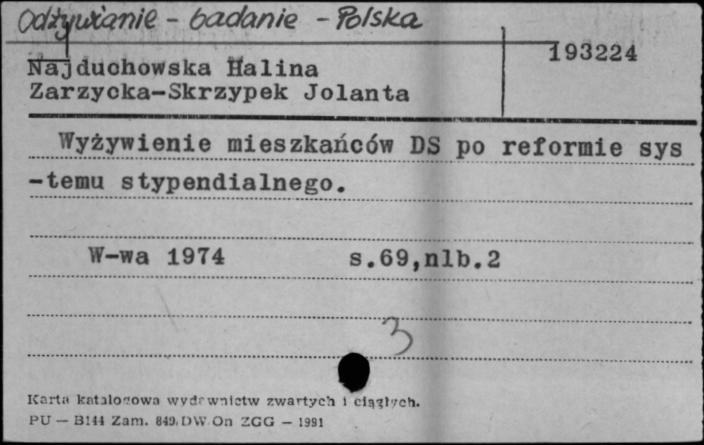 Odżywianie - badanie - Polska
193224
Najduchowska Halina
Zarzycka-Skrzypek Jolanta
Wyżywienie mieszkańców DS po reformie sys
-temu stypendialnego.
W-wa 1974 s.69,nlb.2
3
Karta katalogowa wydawnictw zwartych i ciągłych.
PU — B144 Zam. 849. DW On ZGG — 1981